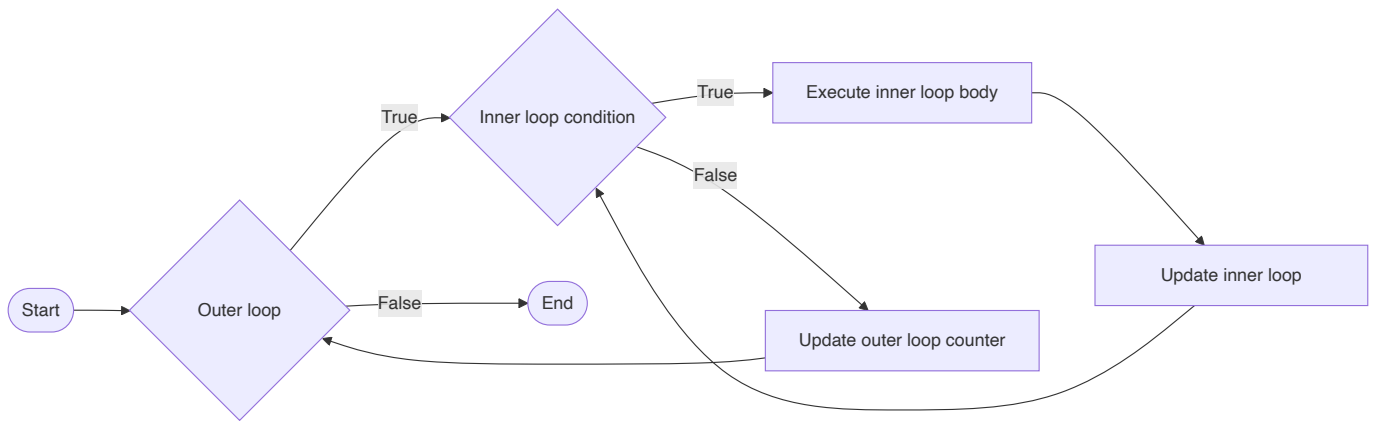 Start
Outer loop
True
False
End
Inner loop condition
True
False
Execute inner loop body
Update outer loop counter
Update inner loop